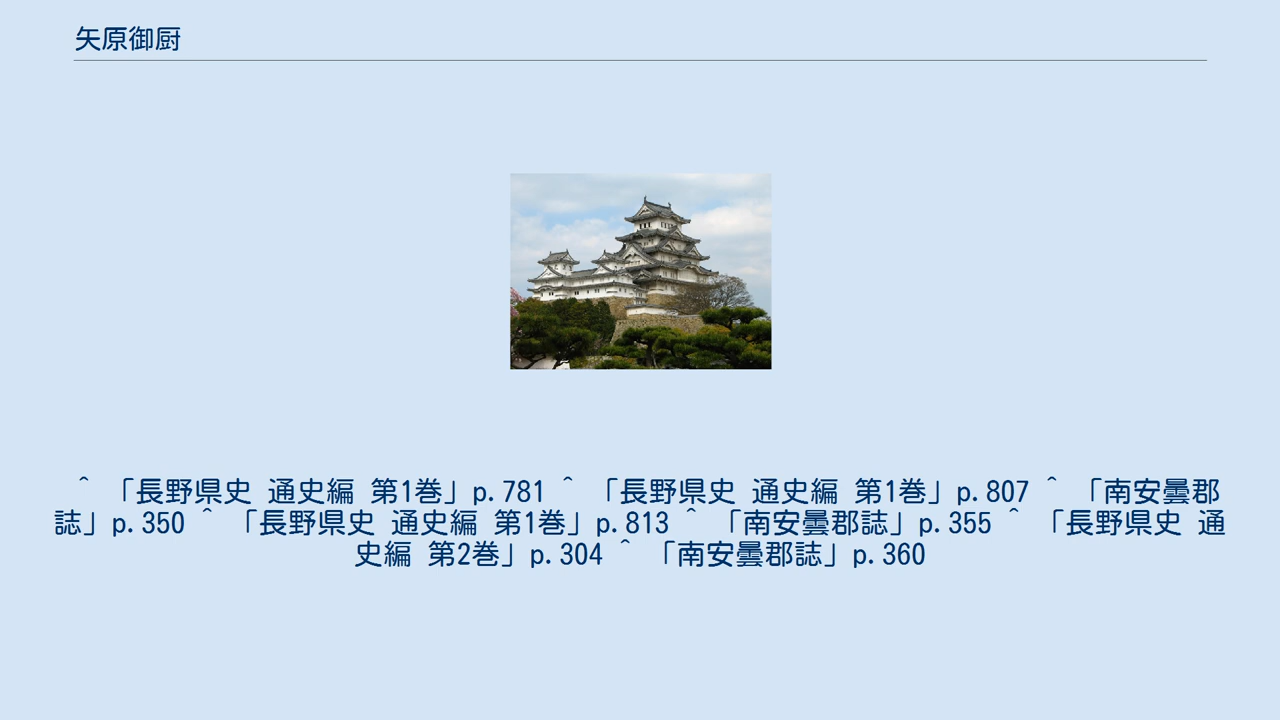 矢原御厨
^ 「長野県史 通史編 第1巻」p.781 ^ 「長野県史 通史編 第1巻」p.807 ^ 「南安曇郡
誌」p.350 ^ 「長野県史 通史編 第1巻」p.813 ^ 「南安曇郡誌」p.355 ^ 「長野県史 通
史編 第2巻」p.304 ^ 「南安曇郡誌」p.360